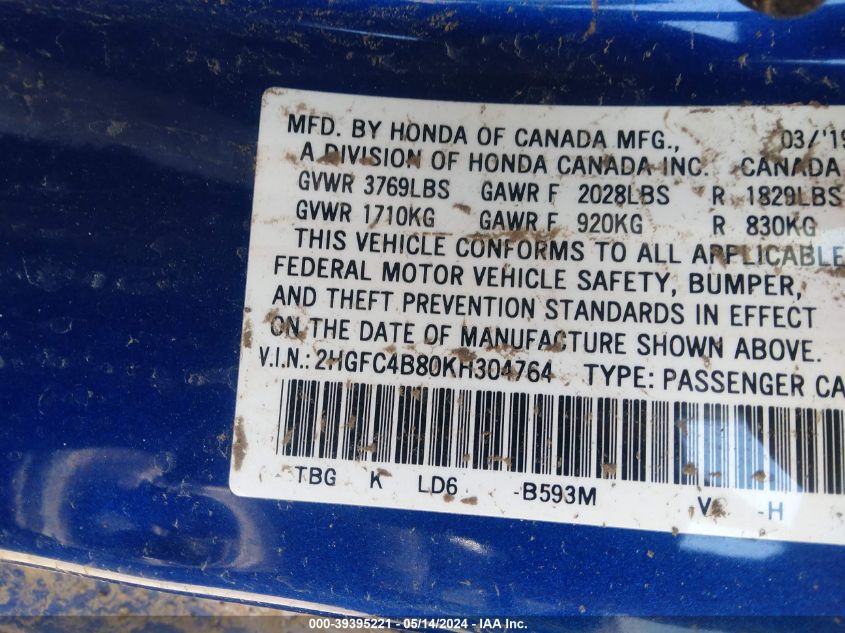 MFD. BY HONDA OF CANADA MFG., 03/'19
A DIVISION OF HONDA CANADA INC. CANADA
GVWR 3769LBS GAWR F 2028LBS R 1829LBS
GVWR 1710KG GAWR F 920KG R 830KG
THIS VEHICLE CONFORMS TO ALL APPLICABLE
FEDERAL MOTOR VEHICLE SAFETY, BUMPER,
AND THEFT PREVENTION STANDARDS IN EFFECT
ON THE DATE OF MANUFACTURE SHOWN ABOVE.
V.I.N.: 2HGFC4B80KH304764 TYPE: PASSENGER CA
TBG K LD6 -B593M V -H
000-39395221 - 05/14/2024 - IAA Inc.